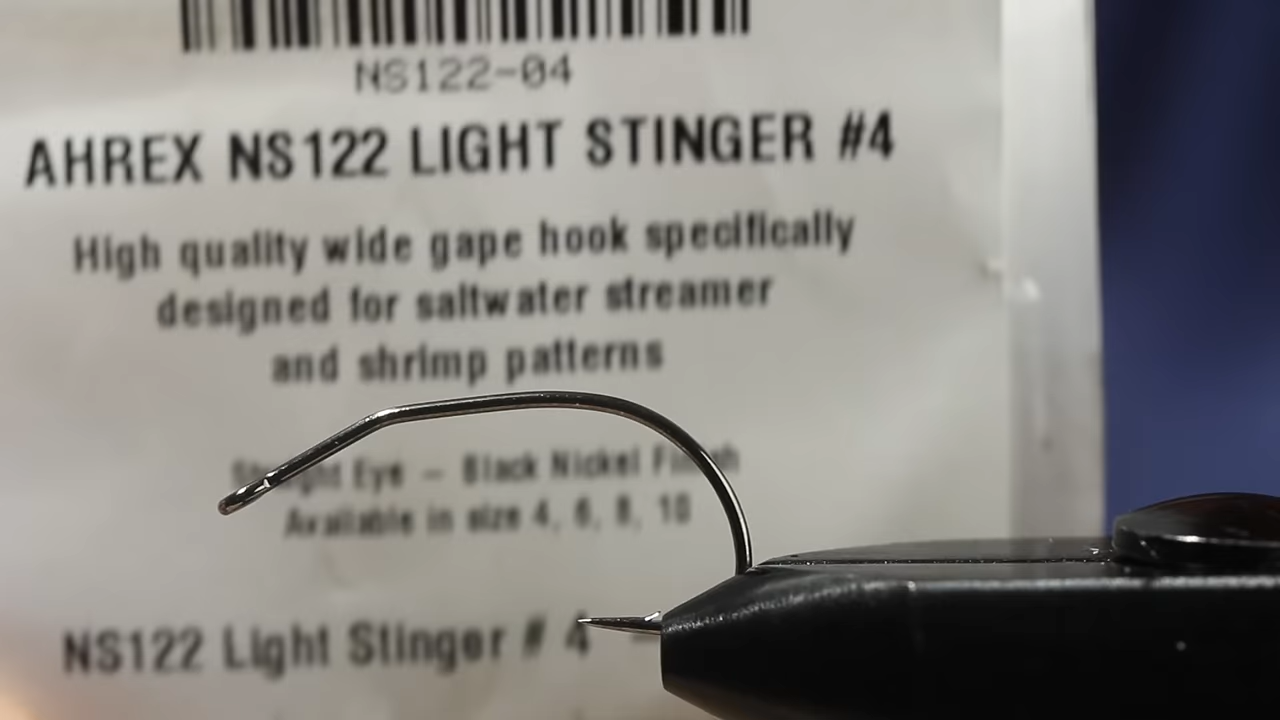 NS122-04
AHREX NS122 LIGHT STINGER #4
High quality wide gape hook specifically
designed for saltwater streamer
and shrimp patterns
Eye – Black Nickel
Available in size 4, 6, 8, 10
NS122 Light Stinger # 4